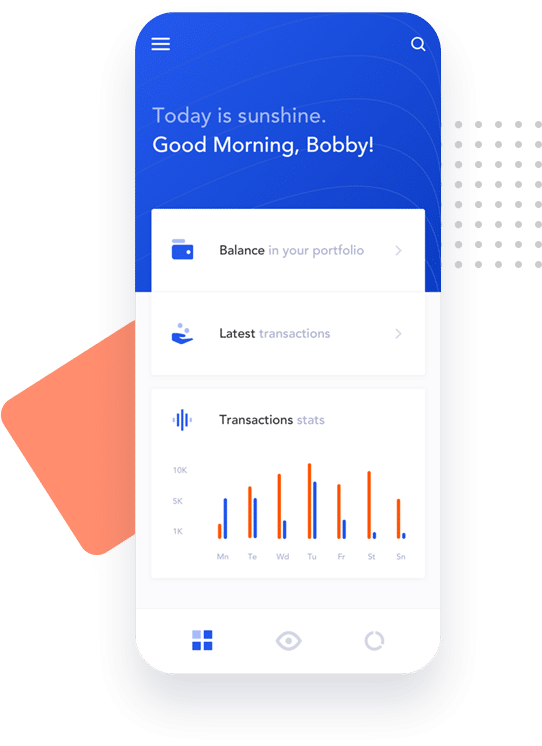 Today is sunshine.
Good Morning, Bobby!
Balance in your portfolio
Latest transactions
Transactions stats
10K
5K
1K
Mn Te Wd Tu Fr St Sn